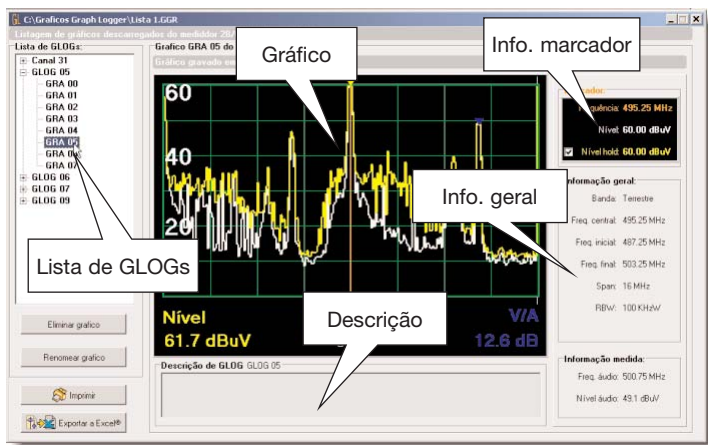 C:\Graficos Graph Logger\Lista 1.GGR
Listagem de gráficos descarregados do medidor 20/
Lista de GLOGs:
Canal 31
GLOG 05
GRA 00
GRA 01
GRA 02
GRA 03
GRA 04
GRA 05
GRA 06
GRA 07
GLOG 06
GLOG 07
GLOG 09
Lista de GLOGs
Eliminar grafico
Renomear grafico
Imprimir
Exportar a Excel®
Grafico GRA 05 do
Gráfico gravado em
Gráfico
60
40
20
Nível
61.7 dBuV
V/A
12.6 dB
Descrição
Descrição de GLOG GLOG 05
Info. marcador
Frequência: 495.25 MHz
Nível: 60.00 dBuV
Nível hold: 60.00 dBuV
Info. geral
Informação geral:
Banda: Terrestre
Freq. central: 495.25 MHz
Freq. inicial: 487.25 MHz
Freq. final: 503.25 MHz
Span: 16 MHz
RBW: 100 KHzW
Informação medida:
Freq. áudio: 500.75 MHz
Nível áudio: 49.1 dBuV